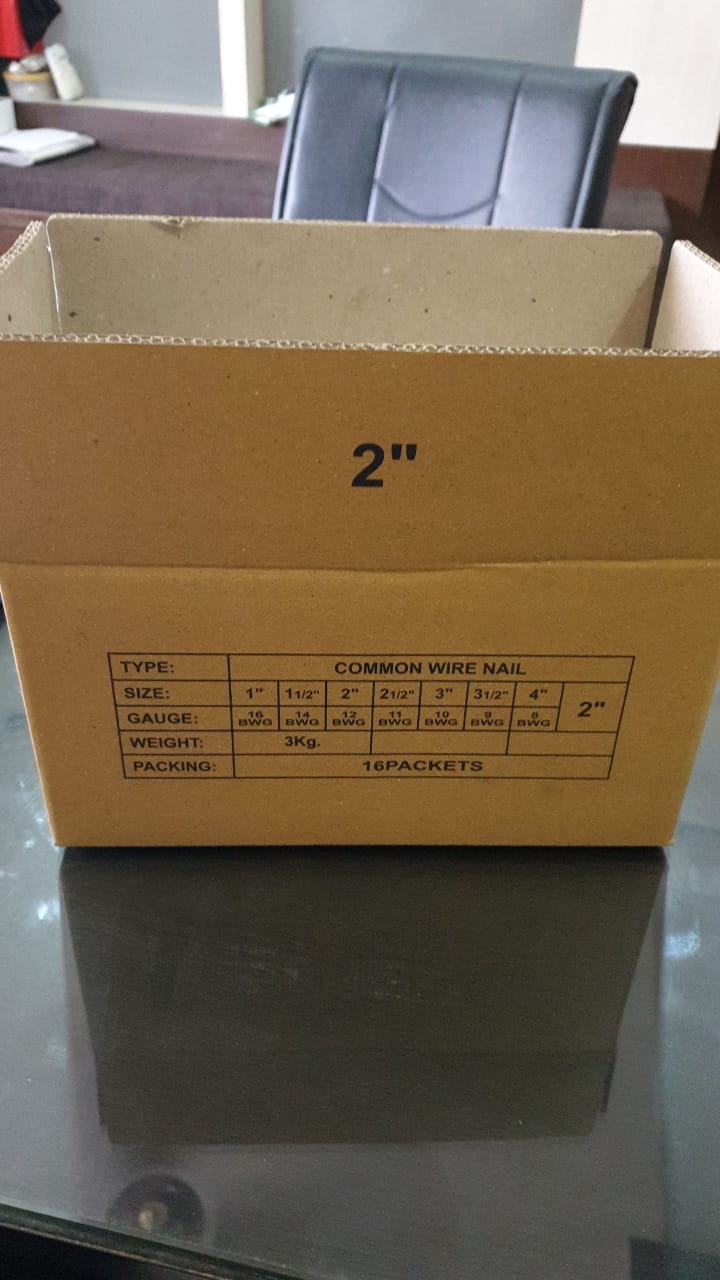 2"
TYPE: COMMON WIRE NAIL
SIZE: 1" 11/2" 2" 21/2" 3" 31/2" 4" 2"
GAUGE: 16 BWG 14 BWG 12 BWG 11 BWG 10 BWG 9 BWG 8 BWG
WEIGHT: 3Kg.
PACKING: 16PACKETS